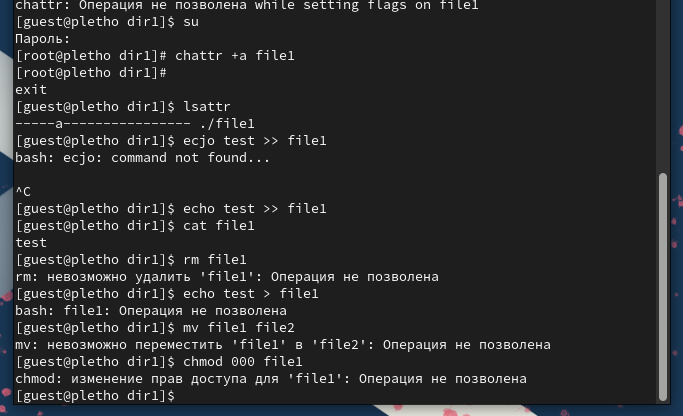 chattr: Операция не позволена while setting flags on file1
[guest@pletho dir1]$ su
Пароль:
[root@pletho dir1]# chattr +a file1
[root@pletho dir1]#
exit
[guest@pletho dir1]$ lsattr
-----a---------------- ./file1
[guest@pletho dir1]$ ecjo test >> file1
bash: ecjo: command not found...
^C
[guest@pletho dir1]$ echo test >> file1
[guest@pletho dir1]$ cat file1
test
[guest@pletho dir1]$ rm file1
rm: невозможно удалить 'file1': Операция не позволена
[guest@pletho dir1]$ echo test > file1
bash: file1: Операция не позволена
[guest@pletho dir1]$ mv file1 file2
mv: невозможно переместить 'file1' в 'file2': Операция не позволена
[guest@pletho dir1]$ chmod 000 file1
chmod: изменение прав доступа для 'file1': Операция не позволена
[guest@pletho dir1]$